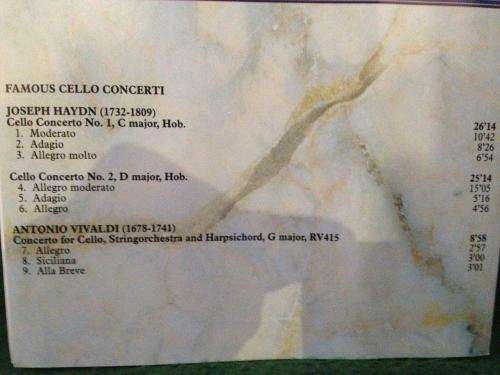 FAMOUS CELLO CONCERTI
JOSEPH HAYDN (1732-1809)
Cello Concerto No. 1, C major, Hob. 26'14
1. Moderato 10'42
2. Adagio 8'26
3. Allegro molto 6'54
Cello Concerto No. 2, D major, Hob. 25'14
4. Allegro moderato 15'05
5. Adagio 5'16
6. Allegro 4'56
ANTONIO VIVALDI (1678-1741)
Concerto for Cello, Stringorchestra and Harpsichord, G major, RV415 8'58
7. Allegro 2'57
8. Siciliana 3'00
9. Alla Breve 3'01